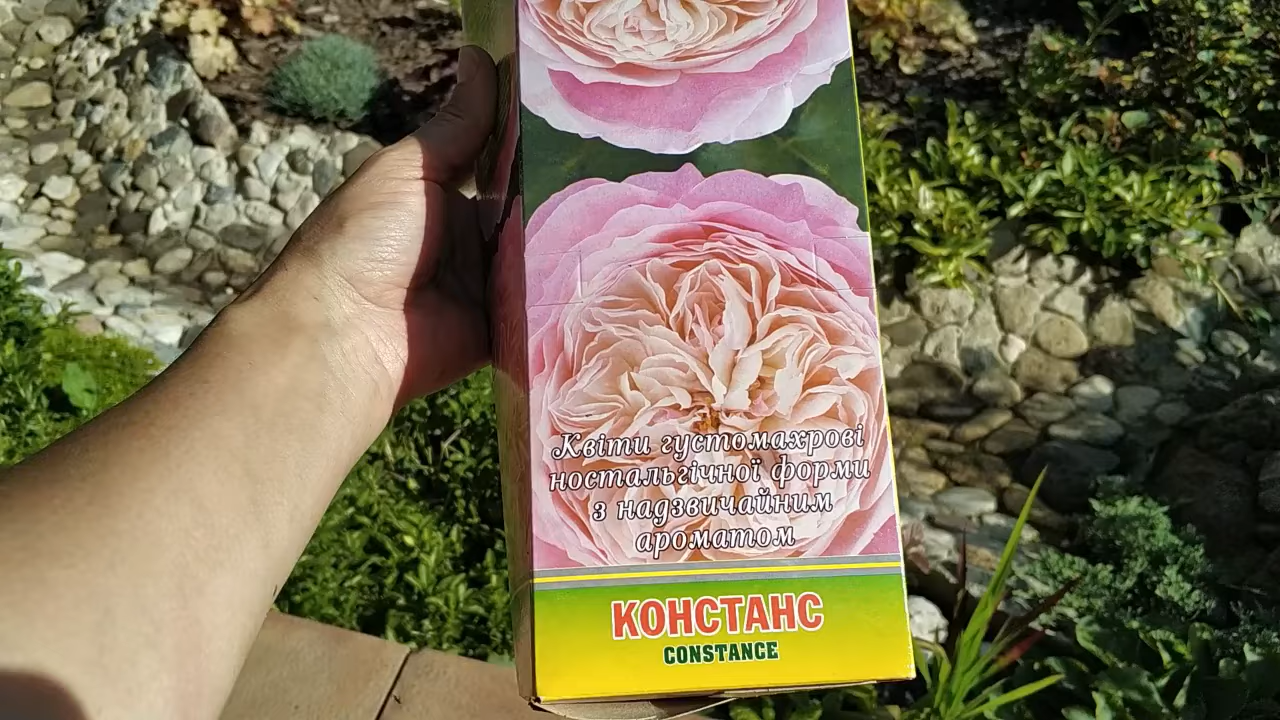 Квіти густомахрові
ностальгічної форми
з надзвичайним
ароматом
КОНСТАНС
CONSTANCE